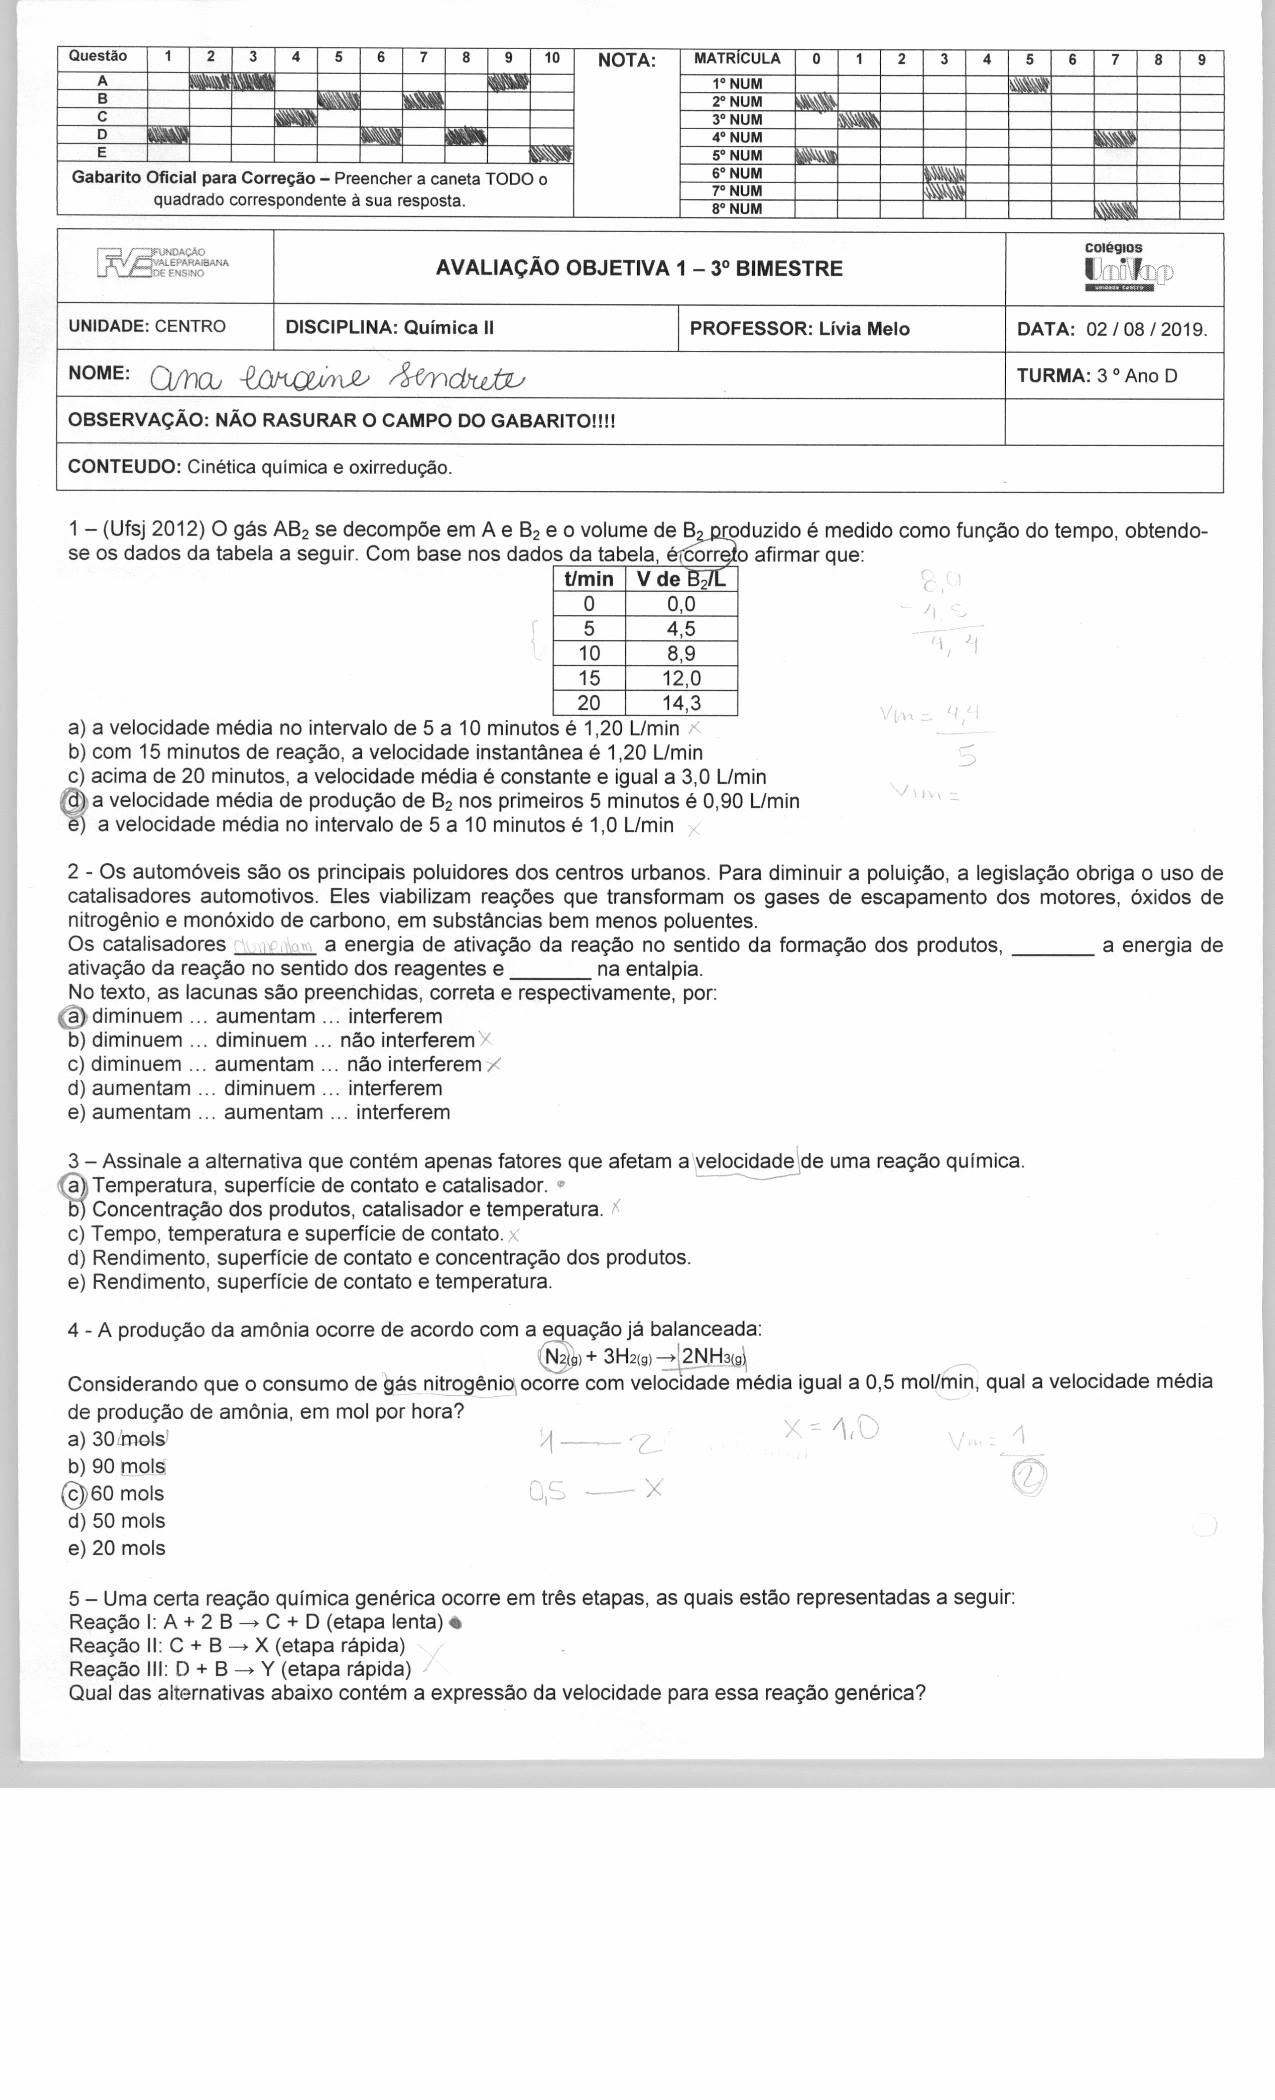 Questão 1 2 3 4 5 6 7 8 9 10 NOTA: MATRÍCULA 0 1 2 3 4 5 6 7 8 9
A 1º NUM
B 2º NUM
C 3º NUM
D 4º NUM
E 5º NUM
Gabarito Oficial para Correção – Preencher a caneta TODO o 6º NUM
quadrado correspondente à sua resposta. 7º NUM
8º NUM
FUNDAÇÃO
VALEPARAIBANA
DE ENSINO
FVE
AVALIAÇÃO OBJETIVA 1 – 3º BIMESTRE
Colégios
UniVap
unidade Centro
UNIDADE: CENTRO DISCIPLINA: Química II PROFESSOR: Lívia Melo DATA: 02 / 08 / 2019.
NOME: Ana Laraine Sendrete TURMA: 3 º Ano D
OBSERVAÇÃO: NÃO RASURAR O CAMPO DO GABARITO!!!!
CONTEUDO: Cinética química e oxirredução.
1 – (Ufsj 2012) O gás AB2 se decompõe em A e B2 e o volume de B2 produzido é medido como função do tempo, obtendo-
se os dados da tabela a seguir. Com base nos dados da tabela, é correto afirmar que:
t/min V de B2/L
0 0,0
5 4,5
10 8,9
15 12,0
20 14,3
8,9
- 4,5
4,4
Vm = 4,4
5
Vm =
a) a velocidade média no intervalo de 5 a 10 minutos é 1,20 L/min X
b) com 15 minutos de reação, a velocidade instantânea é 1,20 L/min
c) acima de 20 minutos, a velocidade média é constante e igual a 3,0 L/min
d) a velocidade média de produção de B2 nos primeiros 5 minutos é 0,90 L/min
e) a velocidade média no intervalo de 5 a 10 minutos é 1,0 L/min X
2 - Os automóveis são os principais poluidores dos centros urbanos. Para diminuir a poluição, a legislação obriga o uso de
catalisadores automotivos. Eles viabilizam reações que transformam os gases de escapamento dos motores, óxidos de
nitrogênio e monóxido de carbono, em substâncias bem menos poluentes.
Os catalisadores aumentam a energia de ativação da reação no sentido da formação dos produtos, ________ a energia de
ativação da reação no sentido dos reagentes e ________ na entalpia.
No texto, as lacunas são preenchidas, correta e respectivamente, por:
a) diminuem ... aumentam ... interferem
b) diminuem ... diminuem ... não interferem X
c) diminuem ... aumentam ... não interferem X
d) aumentam ... diminuem ... interferem
e) aumentam ... aumentam ... interferem
3 – Assinale a alternativa que contém apenas fatores que afetam a velocidade de uma reação química.
a) Temperatura, superfície de contato e catalisador.
b) Concentração dos produtos, catalisador e temperatura. X
c) Tempo, temperatura e superfície de contato. X
d) Rendimento, superfície de contato e concentração dos produtos.
e) Rendimento, superfície de contato e temperatura.
4 - A produção da amônia ocorre de acordo com a equação já balanceada:
N2(g) + 3H2(g) → 2NH3(g)
Considerando que o consumo de gás nitrogênio ocorre com velocidade média igual a 0,5 mol/min, qual a velocidade média
de produção de amônia, em mol por hora?
a) 30 mols
b) 90 mols
c) 60 mols
d) 50 mols
e) 20 mols
1 — 2
0,5 — X
X = 1,0
Vm = 1
2
5 – Uma certa reação química genérica ocorre em três etapas, as quais estão representadas a seguir:
Reação I: A + 2 B → C + D (etapa lenta)
Reação II: C + B → X (etapa rápida)
Reação III: D + B → Y (etapa rápida)
Qual das alternativas abaixo contém a expressão da velocidade para essa reação genérica?